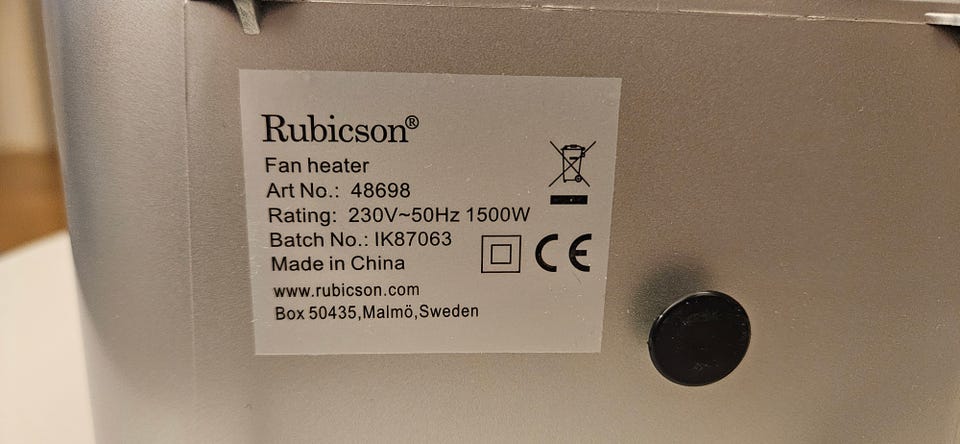 Rubicson®
Fan heater
Art No.: 48698
Rating: 230V~50Hz 1500W
Batch No.: IK87063
Made in China
CE
www.rubicson.com
Box 50435,Malmö,Sweden